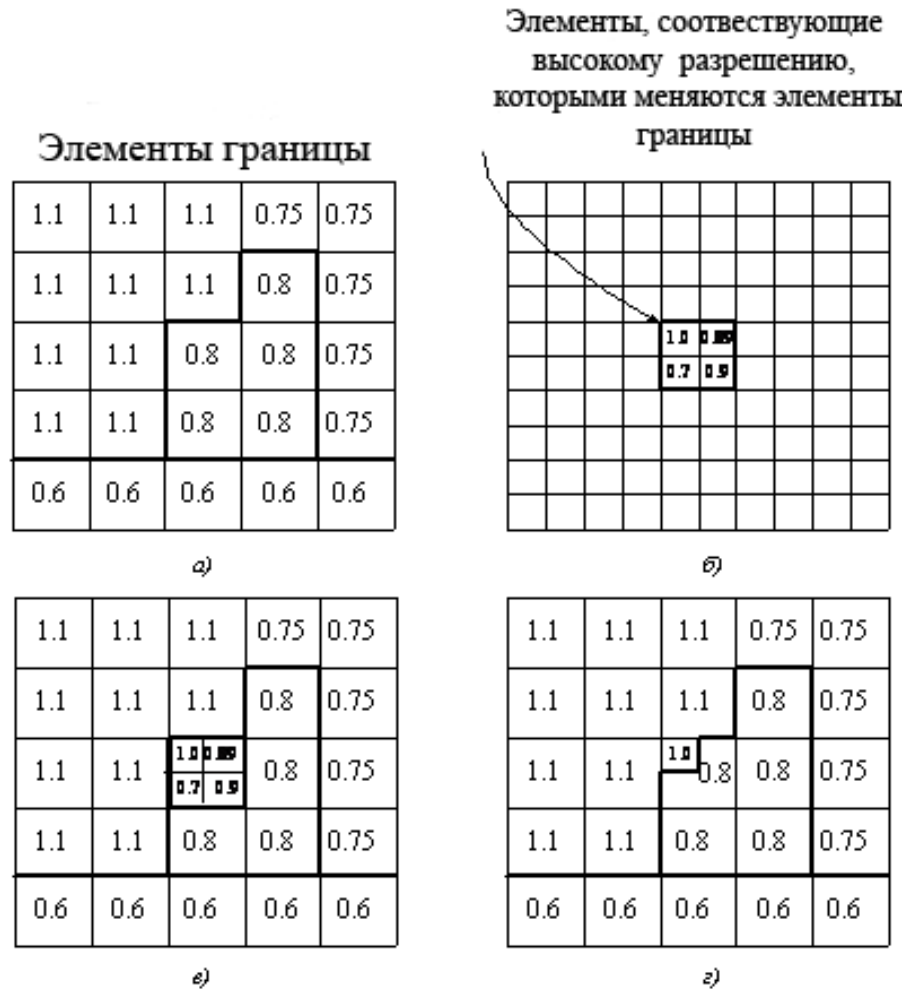 Элементы, соотвествующие
высокому разрешению,
которыми меняются элементы
границы
Элементы границы
1.1 1.1 1.1 0.75 0.75
1.1 1.1 1.1 0.8 0.75
1.1 1.1 0.8 0.8 0.75
1.1 1.1 0.8 0.8 0.75
0.6 0.6 0.6 0.6 0.6
а)
1.0
0.7 0.9
б)
1.1 1.1 1.1 0.75 0.75
1.1 1.1 1.1 0.8 0.75
1.0
1.1 1.1 0.8 0.75
0.7 0.9
1.1 1.1 0.8 0.8 0.75
0.6 0.6 0.6 0.6 0.6
в)
1.1 1.1 1.1 0.75 0.75
1.1 1.1 1.1 0.8 0.75
1.0
1.1 1.1 0.8 0.8 0.75
1.1 1.1 0.8 0.8 0.75
0.6 0.6 0.6 0.6 0.6
г)